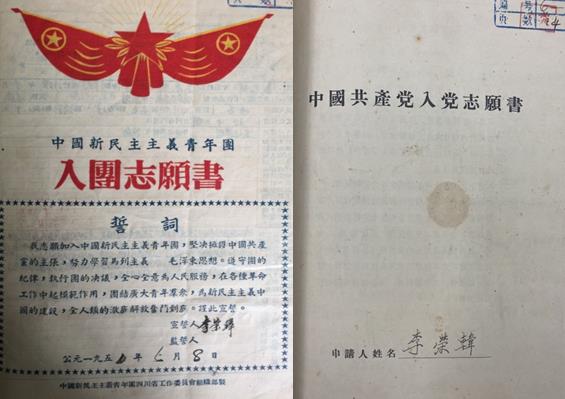 中國新民主主義青年團
入團志願書
誓詞
我志願加入中國新民主主義青年團，堅决擁護中國共產
黨的主張，努力學習馬列主義 毛澤東思想。遵守團的
紀律，執行團的决議，全心全意為人民服務，在各種革命
工作中起模範作用，團結廣大青年羣衆，為新民主主義中
國的建設，全人類的澈底解放奮鬥到底。謹此宣誓。
宣誓人李榮韓
監誓人
公元一九五 年 月 8 日
中國新民主主義青年團四川省工作委員會組織部製
中國共產党入党志願書
申請人姓名 李榮韓